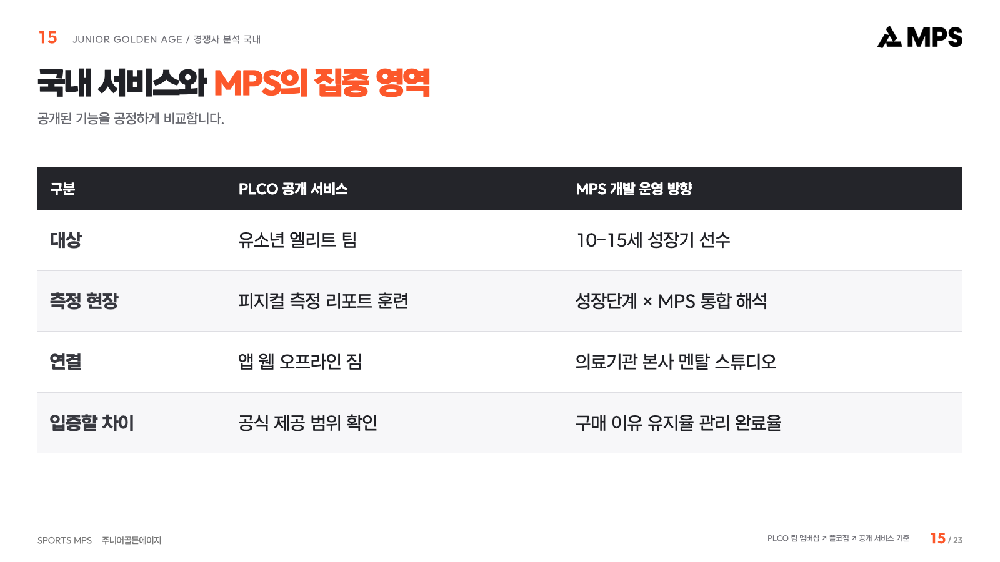 15 JUNIOR GOLDEN AGE / 경쟁사 분석 국내
MPS
국내 서비스와 MPS의 집중 영역
공개된 기능을 공정하게 비교합니다.
구분 PLCO 공개 서비스 MPS 개발 운영 방향
대상 유소년 엘리트 팀 10–15세 성장기 선수
측정 현장 피지컬 측정 리포트 훈련 성장단계 × MPS 통합 해석
연결 앱 웹 오프라인 짐 의료기관 본사 멘탈 스튜디오
입증할 차이 공식 제공 범위 확인 구매 이유 유지율 관리 완료율
SPORTS MPS 주니어골든에이지 PLCO 팀 멤버십 ↗ 플코짐 ↗ 공개 서비스 기준 15 / 23